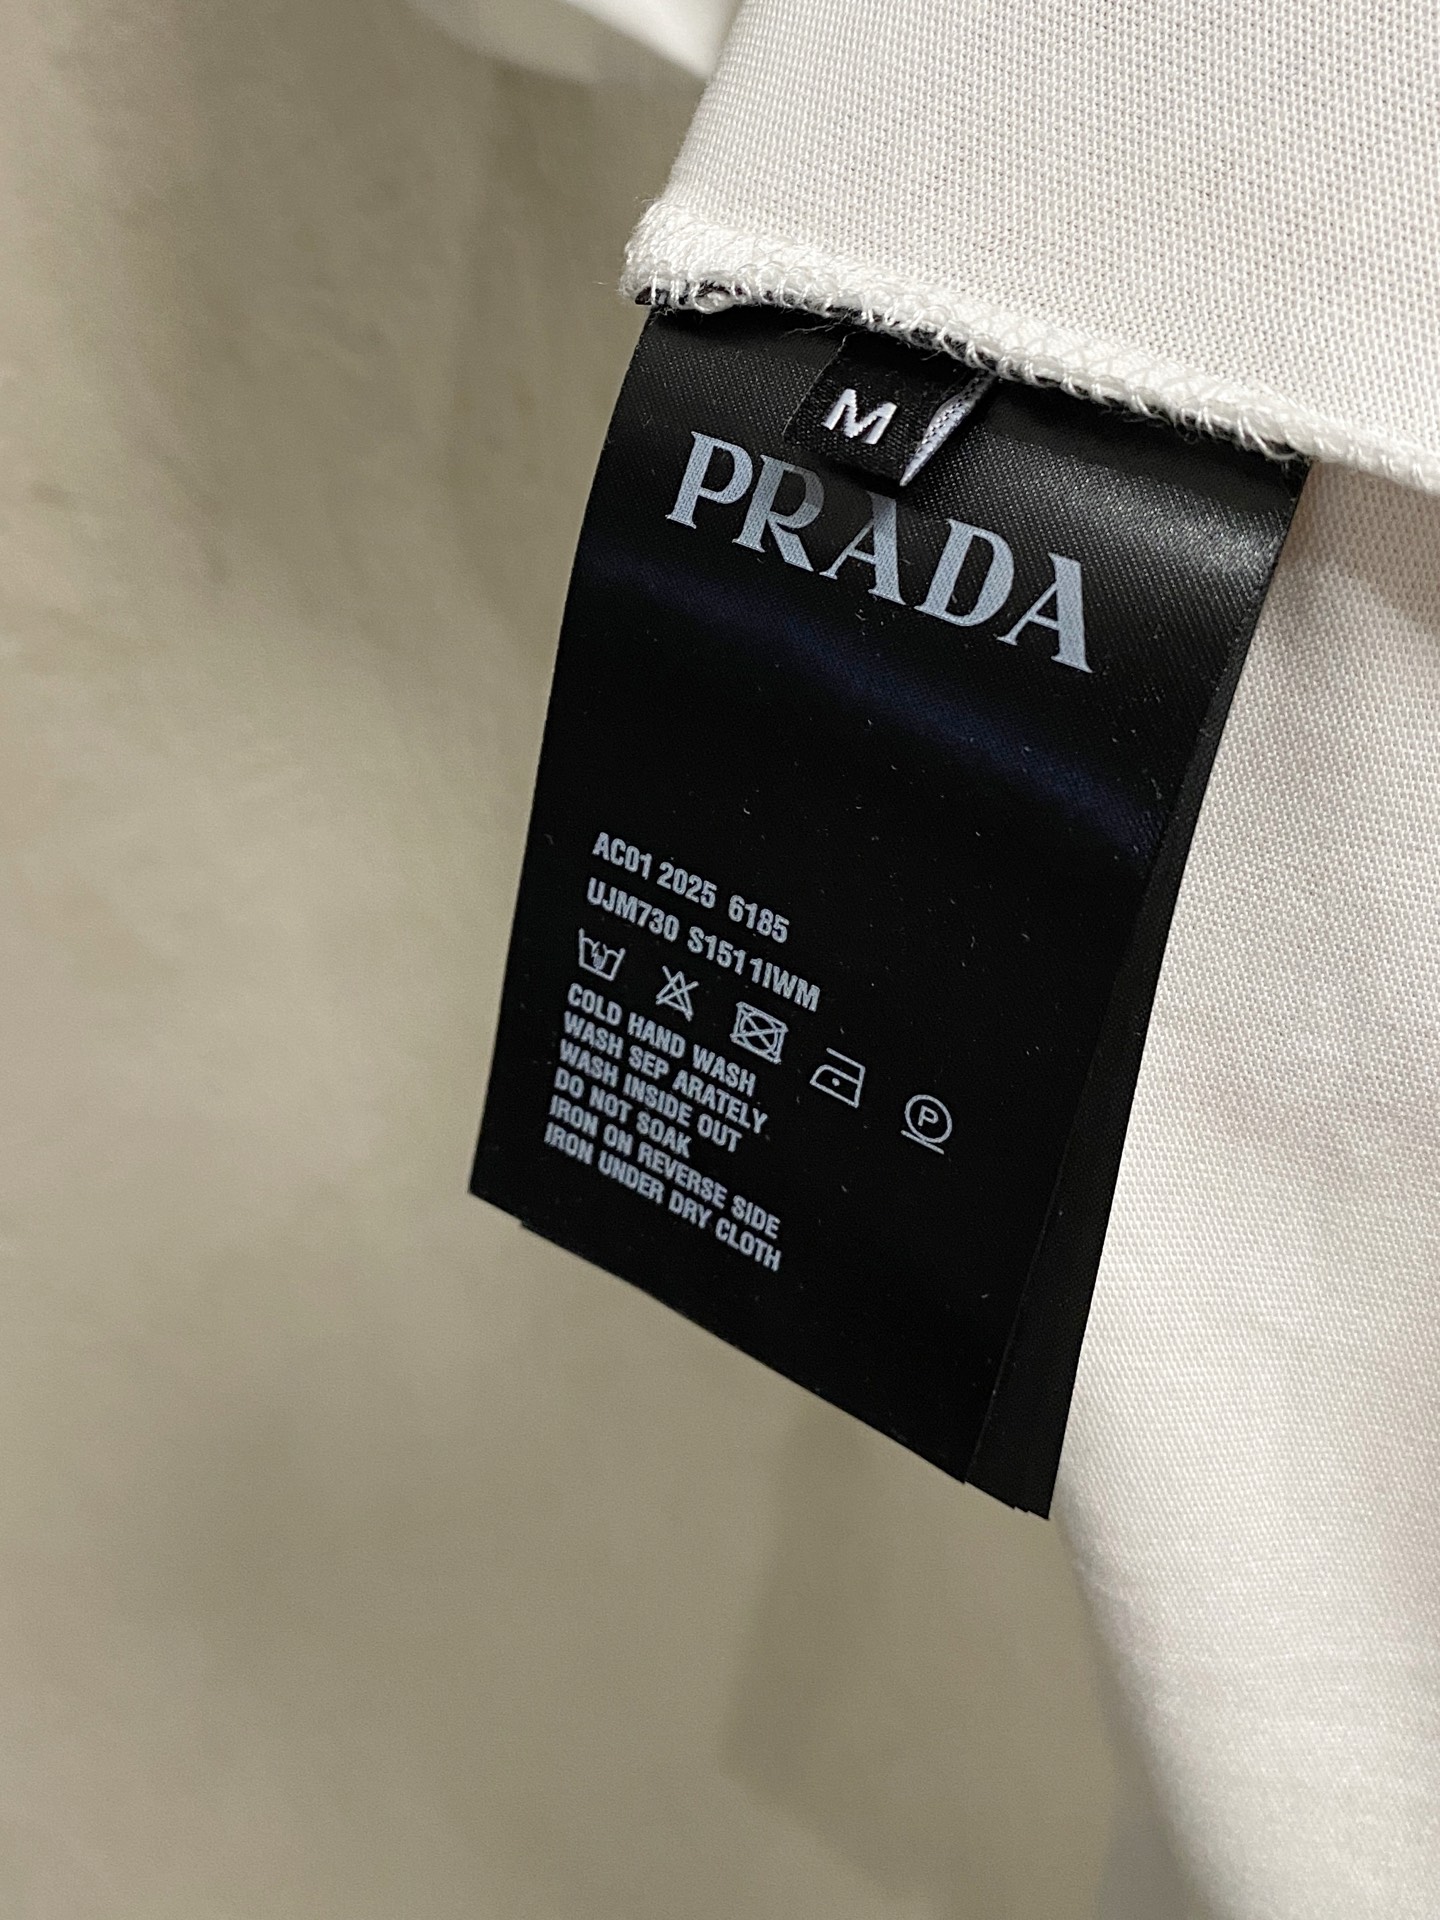 M
PRADA
AC01 2025 6185
UJM730 S1511IWM
P
COLD HAND WASH
WASH SEP ARATELY
WASH INSIDE OUT
DO NOT SOAK
IRON ON REVERSE SIDE
IRON UNDER DRY CLOTH